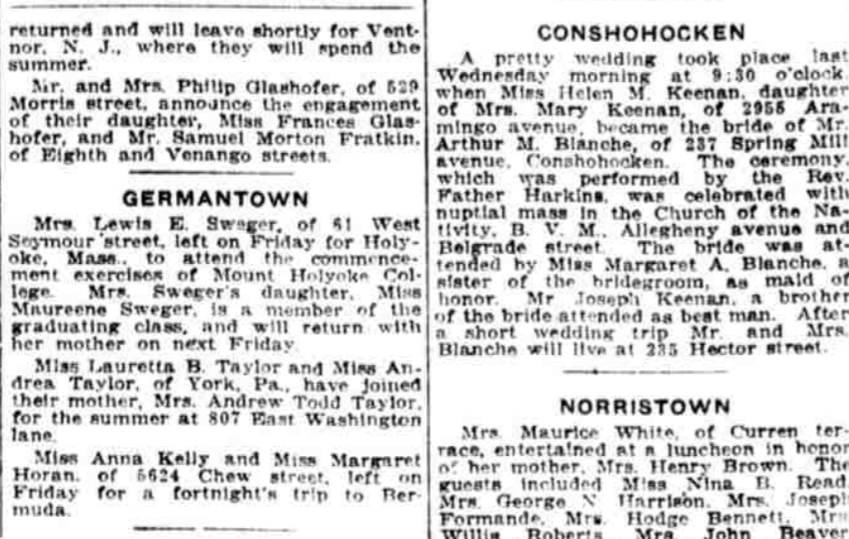 returned and will leave shortly for Vent-
nor, N. J., where they will spend the
summer.
Mr. and Mrs. Philip Glashofer, of 529
Morris street, announce the engagement
of their daughter, Miss Frances Glas-
hofer, and Mr. Samuel Morton Fratkin,
of Eighth and Venango streets.
GERMANTOWN
Mrs. Lewis E. Sweger, of 61 West
Seymour street, left on Friday for Holy-
oke, Mass., to attend the commence-
ment exercises of Mount Holyoke Col-
lege. Mrs. Sweger's daughter, Miss
Maureene Sweger, is a member of the
graduating class, and will return with
her mother on next Friday.
Miss Lauretta B. Taylor and Miss An-
drea Taylor, of York, Pa., have joined
their mother, Mrs. Andrew Todd Taylor,
for the summer at 807 East Washington
lane.
Miss Anna Kelly and Miss Margaret
Horan, of 5624 Chew street, left on
Friday for a fortnight's trip to Ber-
muda.
CONSHOHOCKEN
A pretty wedding took place last
Wednesday morning at 9:30 o'clock,
when Miss Helen M. Keenan, daughter
of Mrs. Mary Keenan, of 2955 Ara-
mingo avenue, became the bride of Mr.
Arthur M. Blanche, of 237 Spring Mill
avenue, Conshohocken. The ceremony,
which was performed by the Rev.
Father Harkins, was celebrated with
nuptial mass in the Church of the Na-
tivity, B. V. M., Allegheny avenue and
Belgrade street. The bride was at-
tended by Miss Margaret A. Blanche, a
sister of the bridegroom, as maid of
honor. Mr Joseph Keenan, a brother
of the bride attended as best man. After
a short wedding trip Mr. and Mrs.
Blanche will live at 235 Hector street.
NORRISTOWN
Mrs. Maurice White, of Curren ter-
race, entertained at a luncheon in honor
of her mother, Mrs. Henry Brown. The
guests included Miss Nina B. Read,
Mrs. George N Harrison, Mrs. Joseph
Formande, Mrs. Hodge Bennett, Mrs
Willis Roberts, Mrs. John Beaver